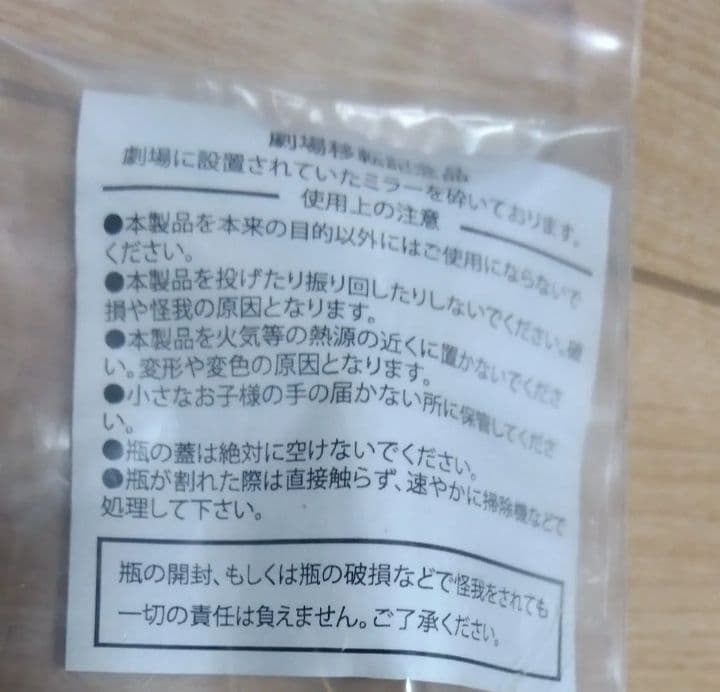 劇場移転記念品
劇場に設置されていたミラーを砕いております。
使用上の注意
●本製品を本来の目的以外にはご使用にならないで
ください。
●本製品を投げたり振り回したりしないでください。破
損や怪我の原因となります。
●本製品を火気等の熱源の近くに置かないでくださ
い。変形や変色の原因となります。
●小さなお子様の手の届かない所に保管してくださ
い。
●瓶の蓋は絶対に空けないでください。
●瓶が割れた際は直接触らず、速やかに掃除機などで
処理して下さい。
瓶の開封、もしくは瓶の破損などで怪我をされても
一切の責任は負えません。ご了承ください。